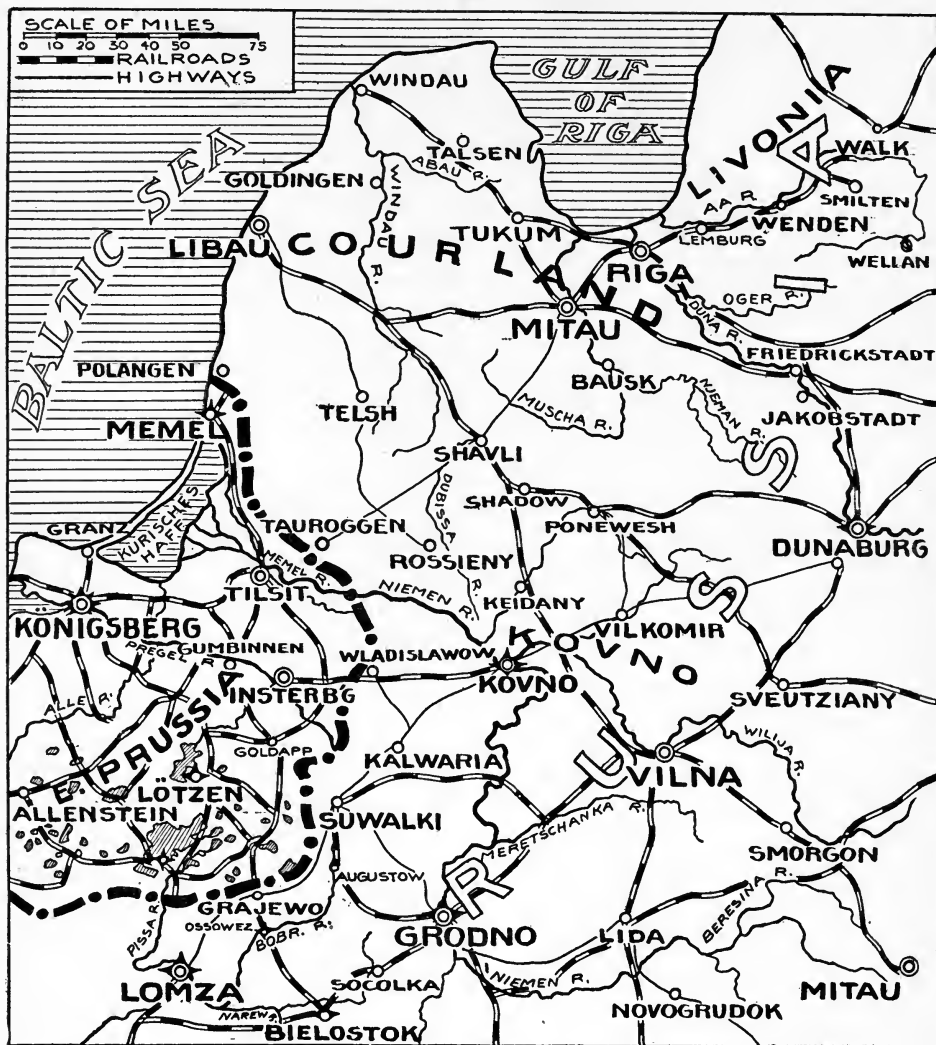 SCALE OF MILES
0 10 20 30 40 50 75
RAILROADS
HIGHWAYS
BALTIC SEA
GULF
OF
RIGA
LIVONIA
RUSSIA
COURLAND
KOVNO
E. PRUSSIA
WINDAU
TALSEN
ABAU R.
GOLDINGEN
WINDAU R.
LIBAU
TUKUM
RIGA
WALK
SMILTEN
AA R.
WENDEN
LEMBURG
WELLAN
OGER R.
DUNA R.
MITAU
FRIEDRICKSTADT
POLANGEN
BAUSK
JAKOBSTADT
TELSH
MUSCHA R.
NJEMAN R.
MEMEL
SHAVLI
KURISCHES
HAFF
DUBISSA R.
SHADOW
PONEWESH
GRANZ
TAUROGGEN
ROSSIENY
DUNABURG
MEMEL R.
TILSIT
NIEMEN R.
KEIDANY
KÖNIGSBERG
VILKOMIR
PREGEL R.
GUMBINNEN
WLADISLAWOW
KOVNO
INSTERBG
SVEUTZIANY
ALLE R.
GOLDAPP
KALWARIA
WILIJA R.
VILNA
LÖTZEN
ALLENSTEIN
SUWALKI
MERETSCHANKA R.
SMORGON
AUGUSTOW
BERESINA R.
GRAJEWO
OSSOWEZ
BOBR. R.
PISSA R.
GRODNO
LIDA
LOMZA
SOCOLKA
NIEMEN R.
MITAU
NOVOGRUDOK
NAREW R.
BIELOSTOK